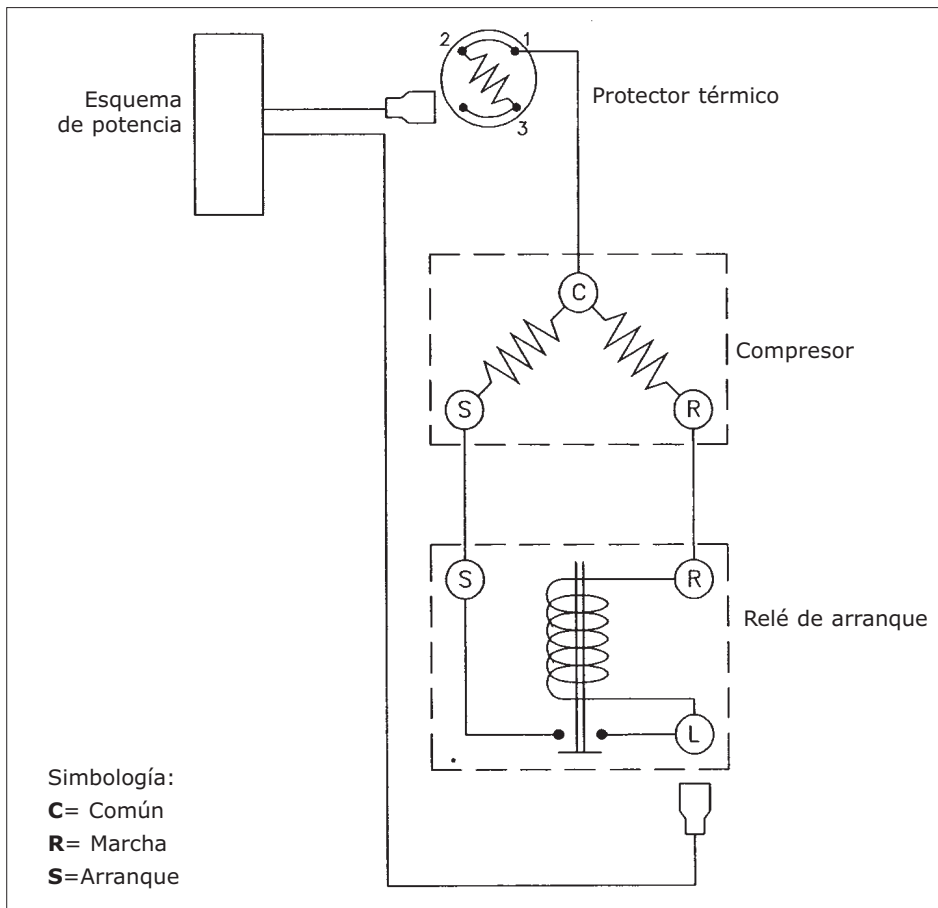 2 1
3
Esquema
de potencia
Protector térmico
C
Compresor
S R
S R
Relé de arranque
L
Simbología:
C= Común
R= Marcha
S=Arranque